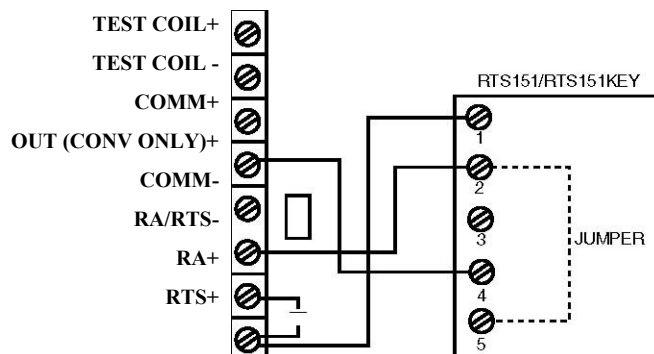 TEST COIL+
TEST COIL -
COMM+
OUT (CONV ONLY)+
COMM-
RA/RTS-
RA+
RTS+
RTS151/RTS151KEY
1
2
3
4
5
JUMPER